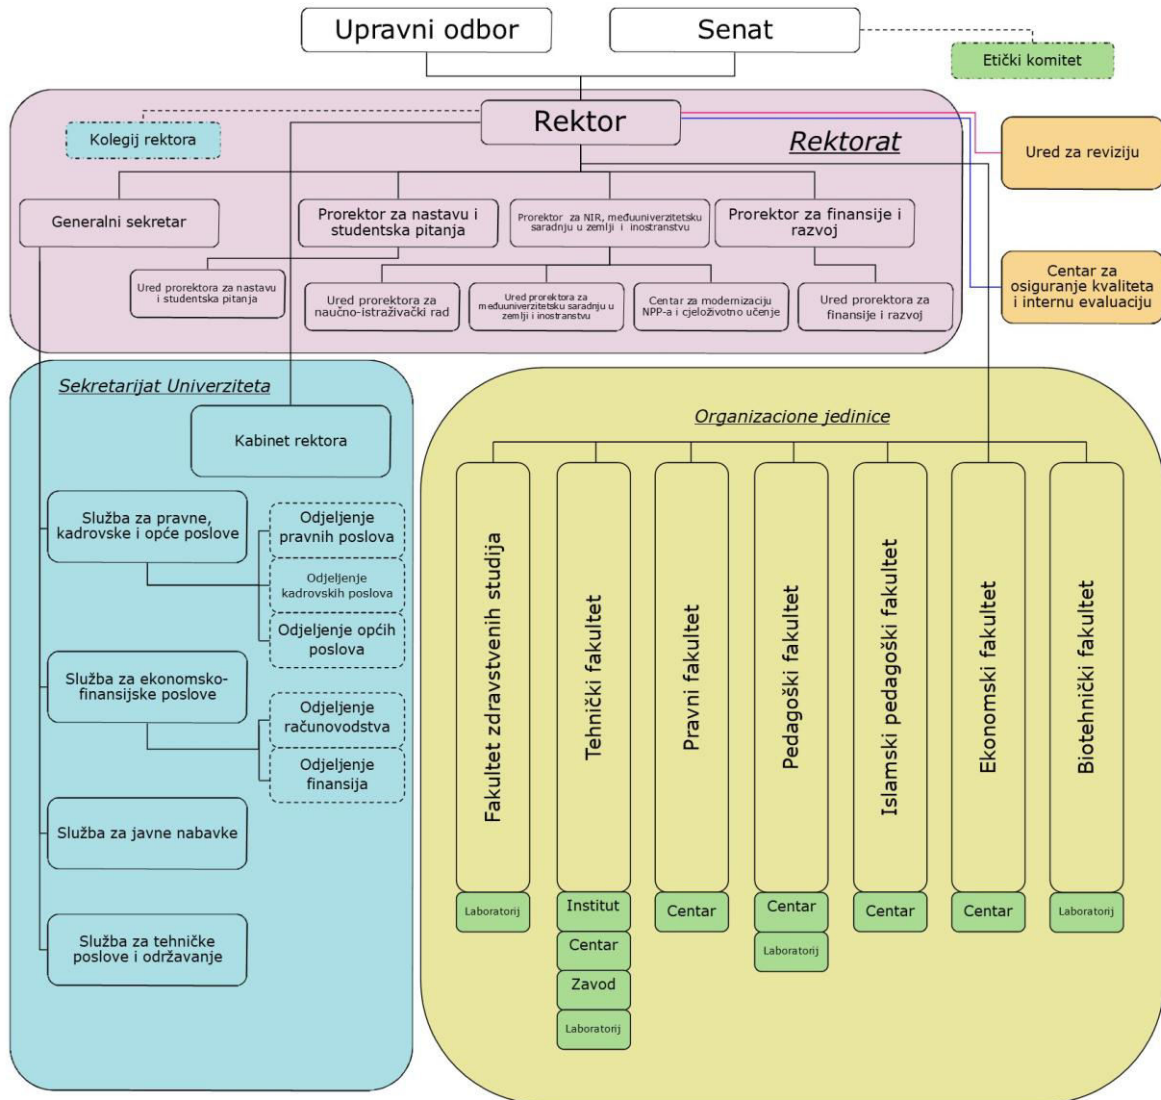 Upravni odbor
Senat
Etički komitet
Rektor
Kolegij rektora
Rektorat
Ured za reviziju
Generalni sekretar
Prorektor za nastavu i
studentska pitanja
Prorektor za NIR, međuuniverzitetsku
saradnju u zemlji i inostranstvu
Prorektor za finansije i
razvoj
Ured prorektora za nastavu
i studentska pitanja
Ured prorektora za
naučno-istraživački rad
Ured prorektora za
međuuniverzitetsku saradnju u
zemlji i inostranstvu
Centar za modernizaciju
NPP-a i cjeloživotno učenje
Ured prorektora za
finansije i razvoj
Centar za
osiguranje kvaliteta
i internu evaluaciju
Sekretarijat Univerziteta
Kabinet rektora
Služba za pravne,
kadrovske i opće poslove
Odjeljenje
pravnih poslova
Odjeljenje
kadrovskih poslova
Odjeljenje općih
poslova
Služba za ekonomsko-
finansijske poslove
Odjeljenje
računovodstva
Odjeljenje
finansija
Služba za javne nabavke
Služba za tehničke
poslove i održavanje
Organizacione jedinice
Fakultet zdravstvenih studija
Tehnički fakultet
Pravni fakultet
Pedagoški fakultet
Islamski pedagoški fakultet
Ekonomski fakultet
Biotehnički fakultet
Laboratorij
Institut
Centar
Zavod
Laboratorij
Centar
Centar
Laboratorij
Centar
Centar
Laboratorij